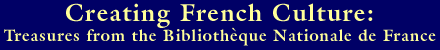 Creating French Culture:
Treasures from the Bibliothèque Nationale de France